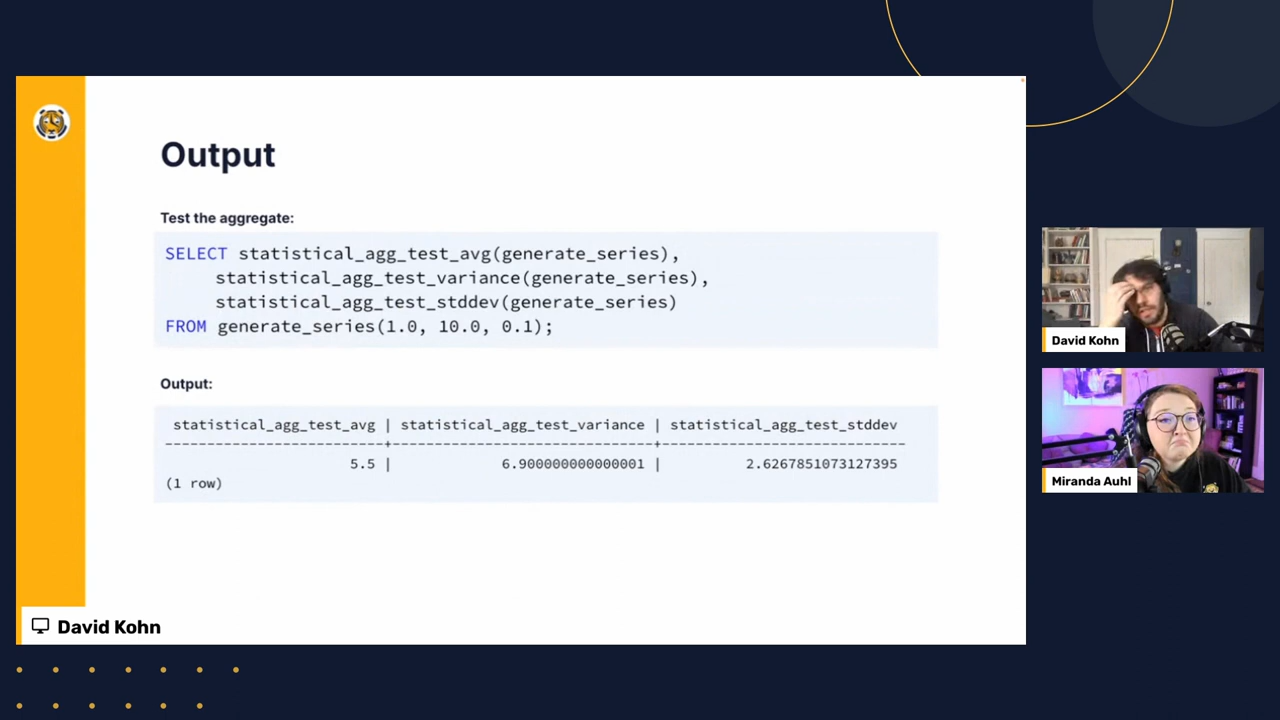 Output
Test the aggregate:
SELECT statistical_agg_test_avg(generate_series),
statistical_agg_test_variance(generate_series),
statistical_agg_test_stddev(generate_series)
FROM generate_series(1.0, 10.0, 0.1);
Output:
statistical_agg_test_avg | statistical_agg_test_variance | statistical_agg_test_stddev
--------------------------+-------------------------------+-----------------------------
5.5 | 6.900000000000001 | 2.6267851073127395
(1 row)
David Kohn
David Kohn
Miranda Auhl